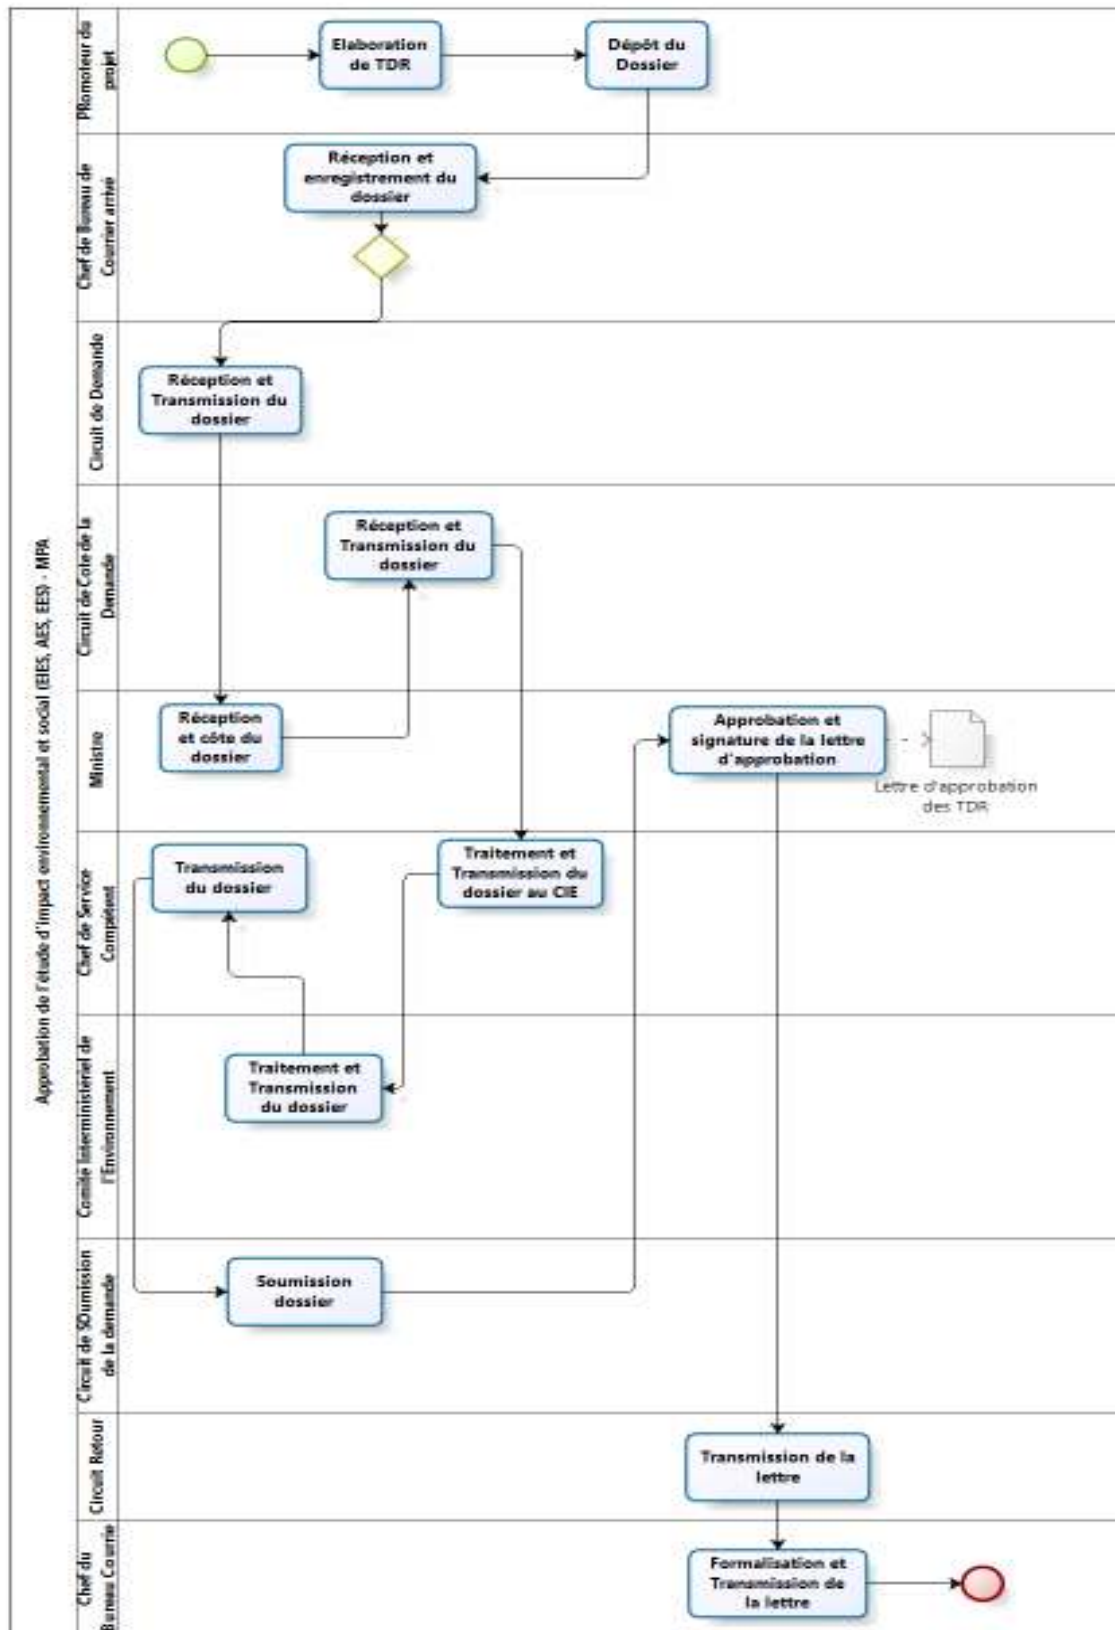 Approbation de l'étude d'impact environnemental et social (EIES, AES, EES) - MPA
PRomoteur du
projet
Elaboration
de TDR
Dépôt du
Dossier
Chef de Bureau de
Courrier arrivé
Réception et
enregistrement du
dossier
Circuit de Demande
Réception et
Transmission du
dossier
Circuit de Cote de la
Demande
Réception et
Transmission du
dossier
Ministre
Réception
et côte du
dossier
Approbation et
signature de la lettre
d'approbation
Lettre d'approbation
des TDR
Chef de Service
Compétent
Transmission
du dossier
Traitement et
Transmission du
dossier au CIE
Comité Interministériel de
l'Environnement
Traitement et
Transmission
du dossier
Circuit de SOumission
de la demande
Soumission
dossier
Circuit Retour
Transmission de la
lettre
Chef du
Bureau Courrie
Formalisation et
Transmission de
la lettre